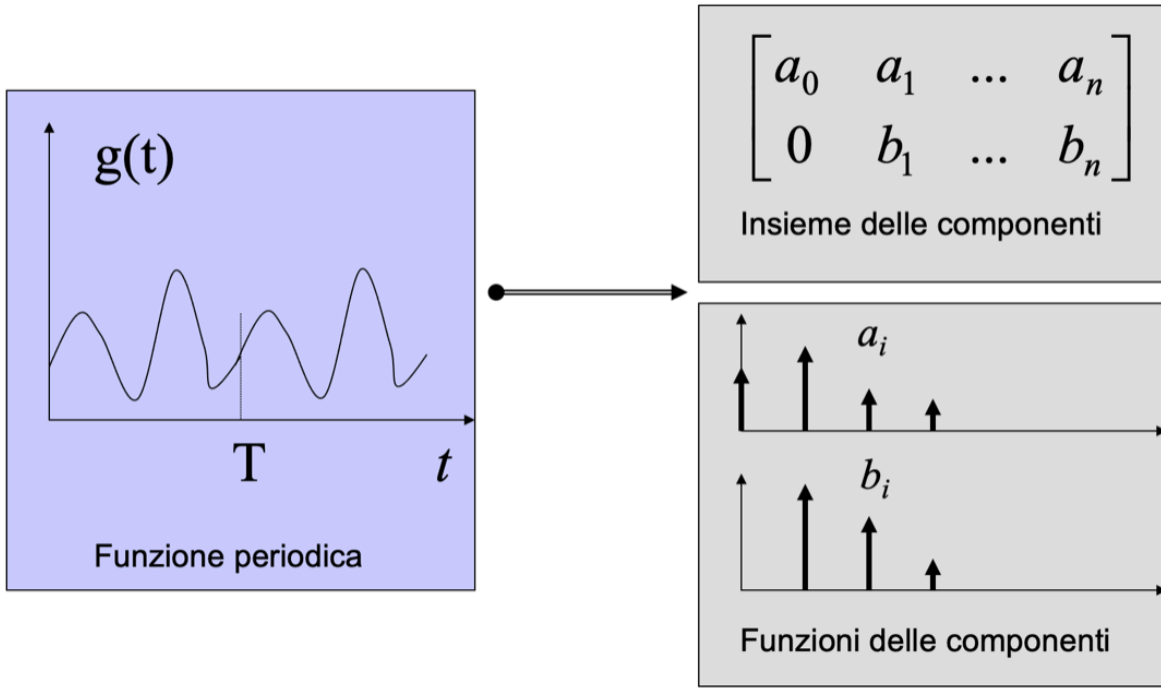 g(t)
T
t
Funzione periodica
a0 a1 ... an
0 b1 ... bn
Insieme delle componenti
ai
bi
Funzioni delle componenti